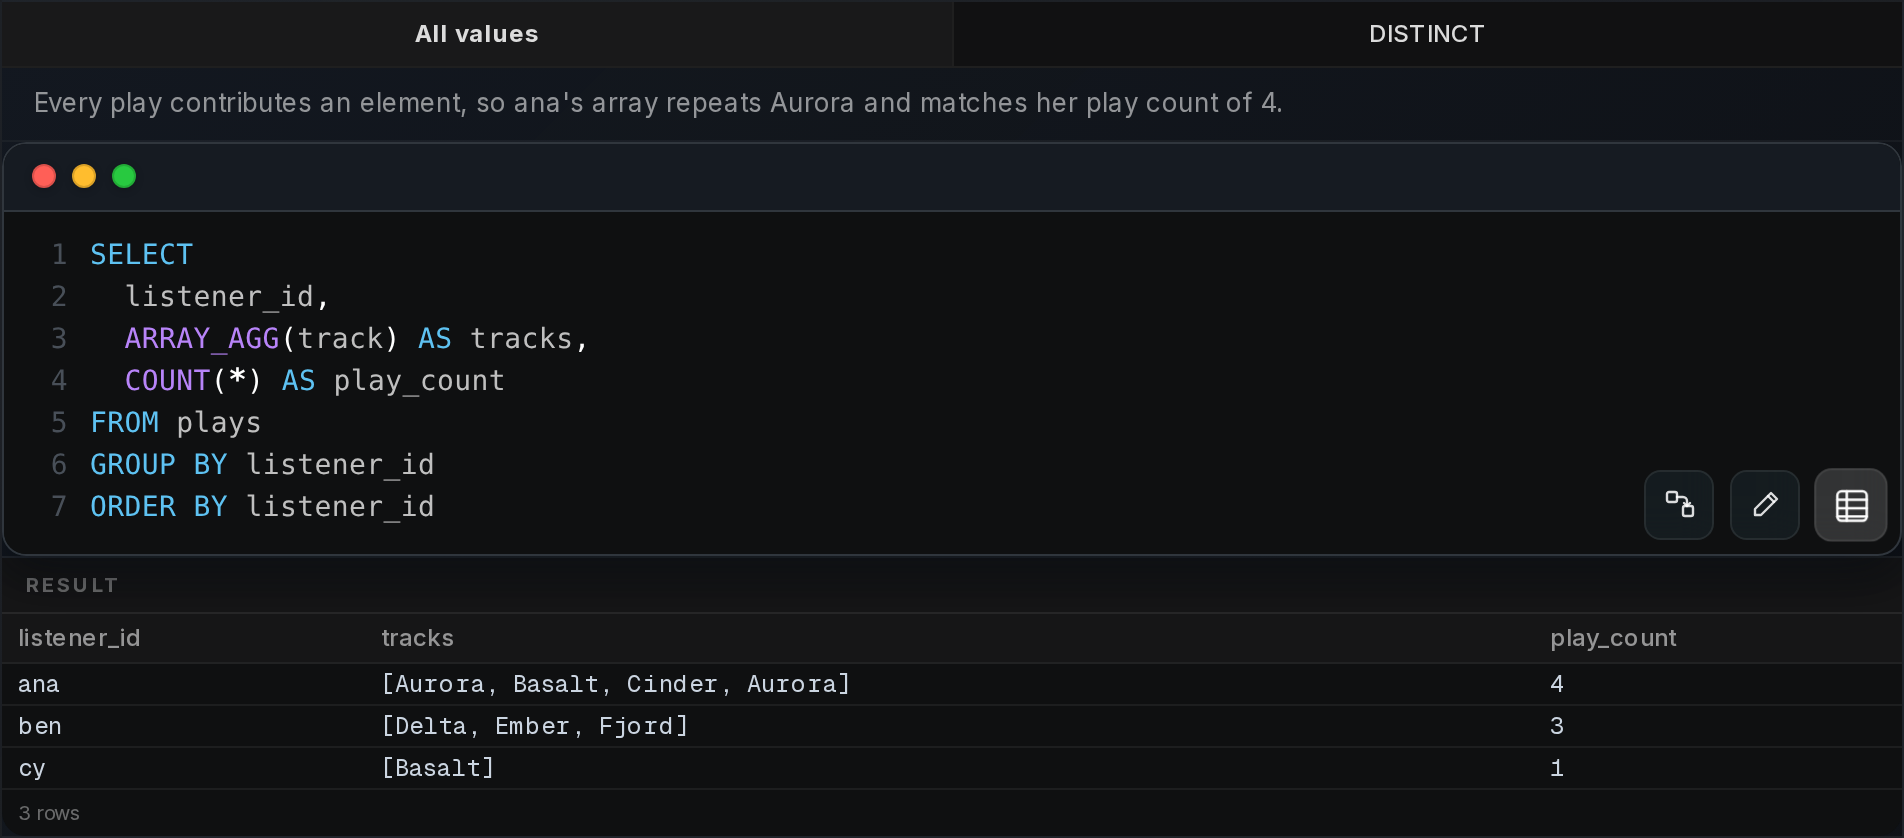 All values
DISTINCT
Every play contributes an element, so ana's array repeats Aurora and matches her play count of 4.
1 SELECT
2   listener_id,
3   ARRAY_AGG(track) AS tracks,
4   COUNT(*) AS play_count
5 FROM plays
6 GROUP BY listener_id
7 ORDER BY listener_id
RESULT
listener_id tracks play_count
ana [Aurora, Basalt, Cinder, Aurora] 4
ben [Delta, Ember, Fjord] 3
cy [Basalt] 1
3 rows